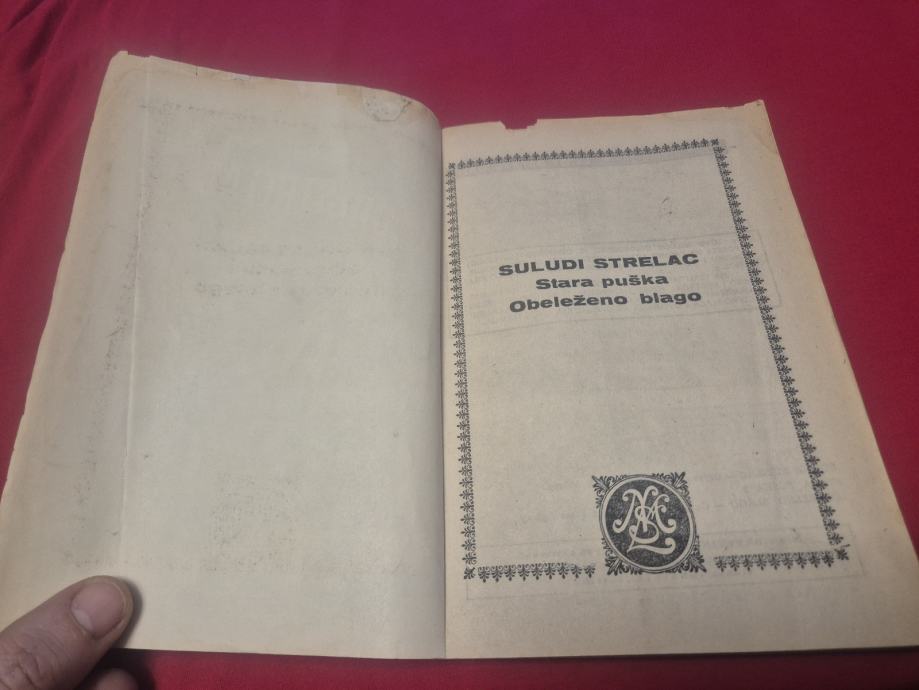 SULUDI STRELAC
Stara puška
Obeleženo blago